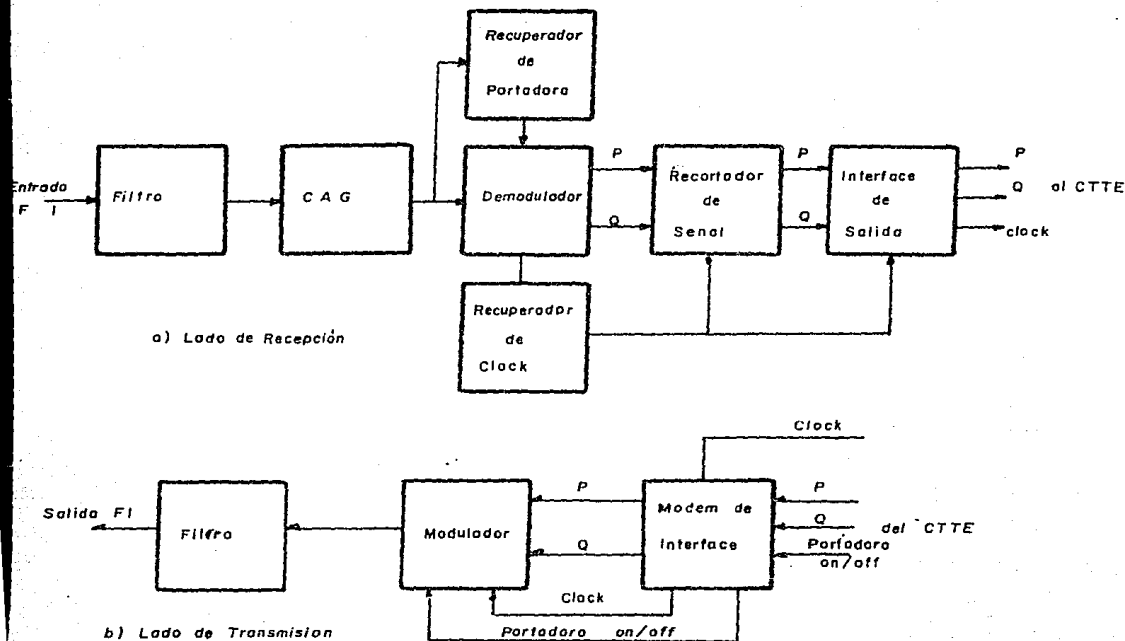 Recuperador
de
Portadora
Entrada
F I
Filtro
C A G
Demodulador
P
Q
Recortador
de
Senal
P
Q
Interface
de
Salida
P
Q al CTTE
clock
Recuperador
de
Clock
a) Lado de Recepción
Clock
Salida FI
Filtro
Modulador
P
Q
Modem de
Interface
P
Q del CTTE
Portadora
on/off
Clock
Portadora on/off
b) Lado de Transmision